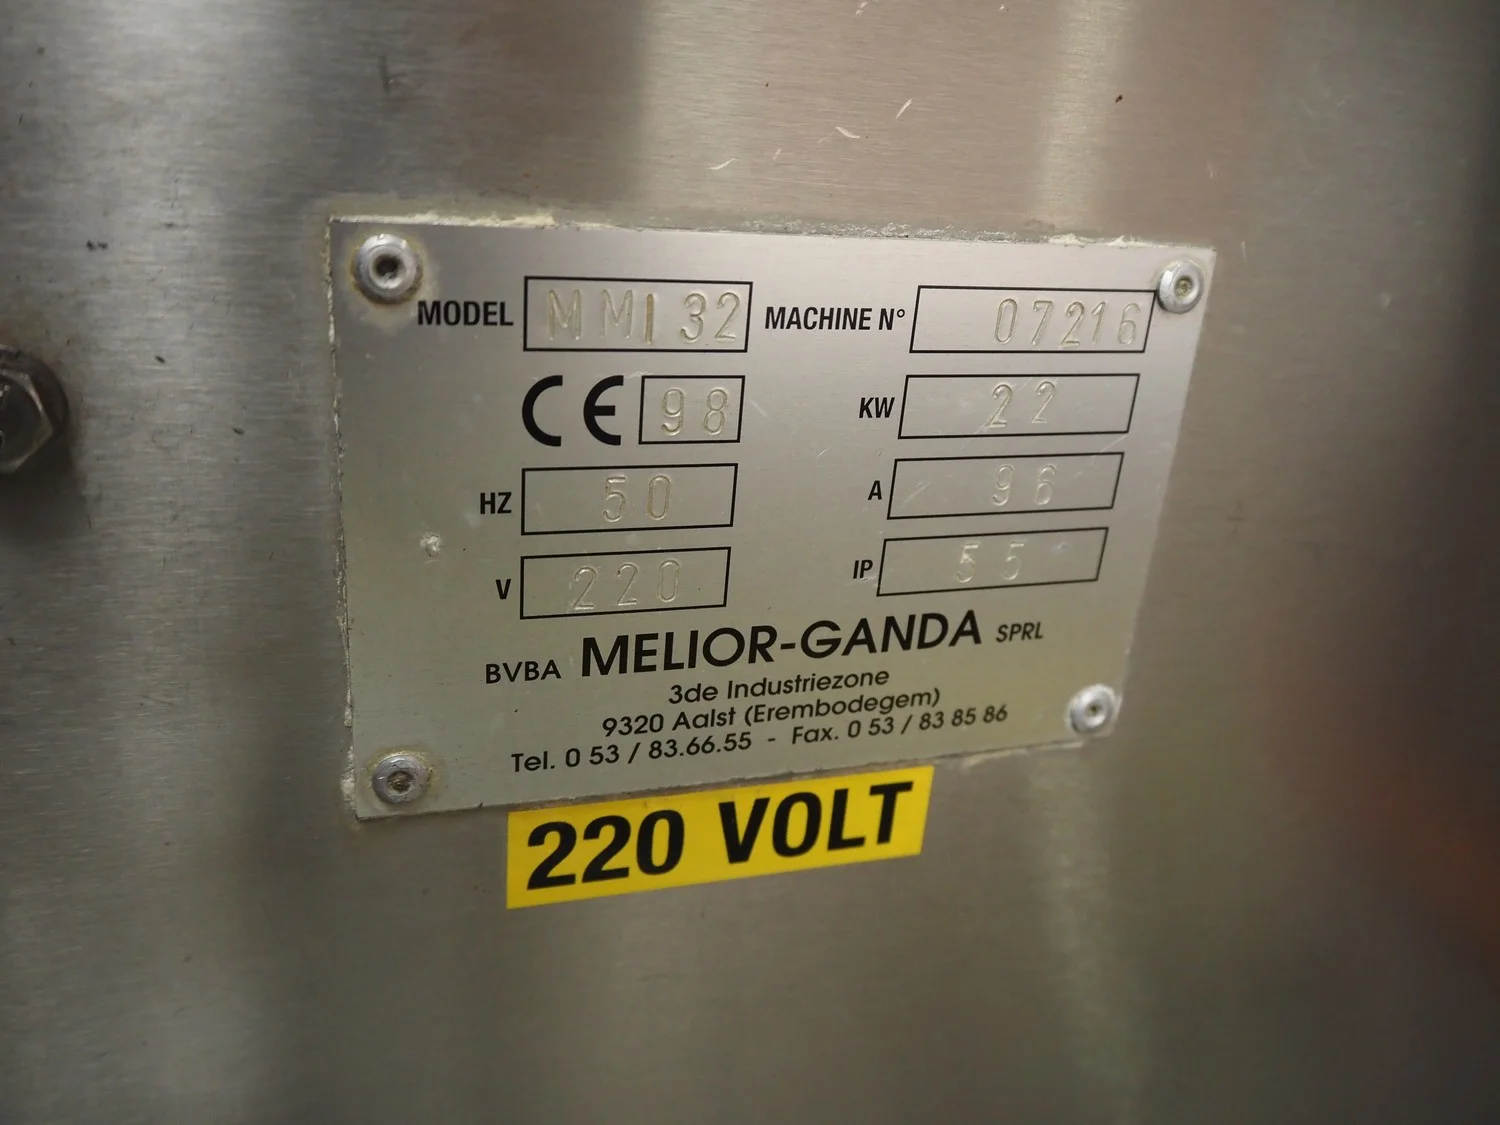 MODEL MMI 32 MACHINE N° 07216
CE 98 KW 22
HZ 50 A 96
V 220 IP 55
BVBA MELIOR-GANDA SPRL
3de Industriezone
9320 Aalst (Erembodegem)
Tel. 0 53 / 83.66.55 - Fax. 0 53 / 83 85 86
220 VOLT